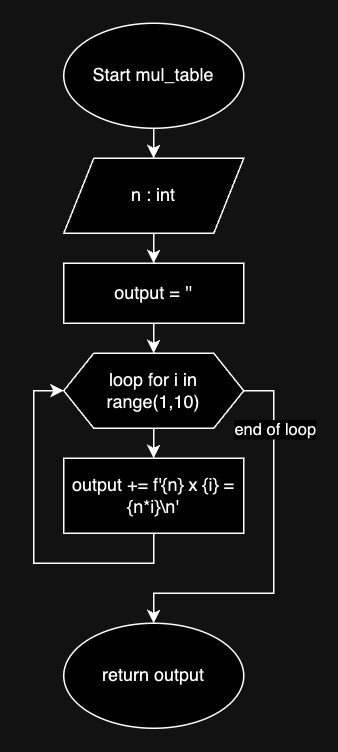 Start mul_table
n : int
output = ''
loop for i in
range(1,10)
end of loop
output += f'{n} x {i} =
{n*i}\n'
return output